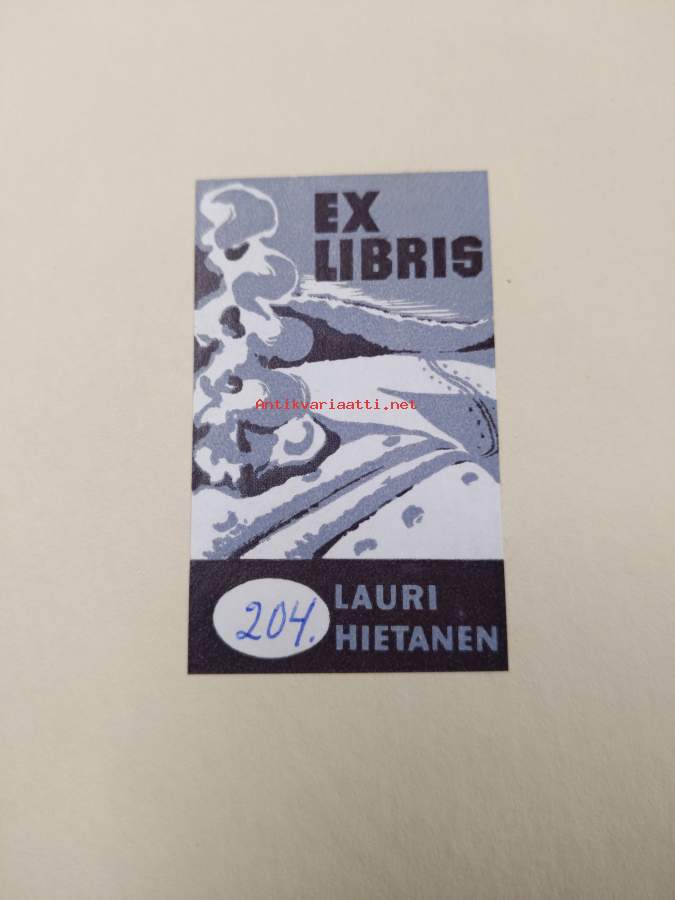 EX
LIBRIS
Antikvariaatti.net
204.
LAURI
HIETANEN